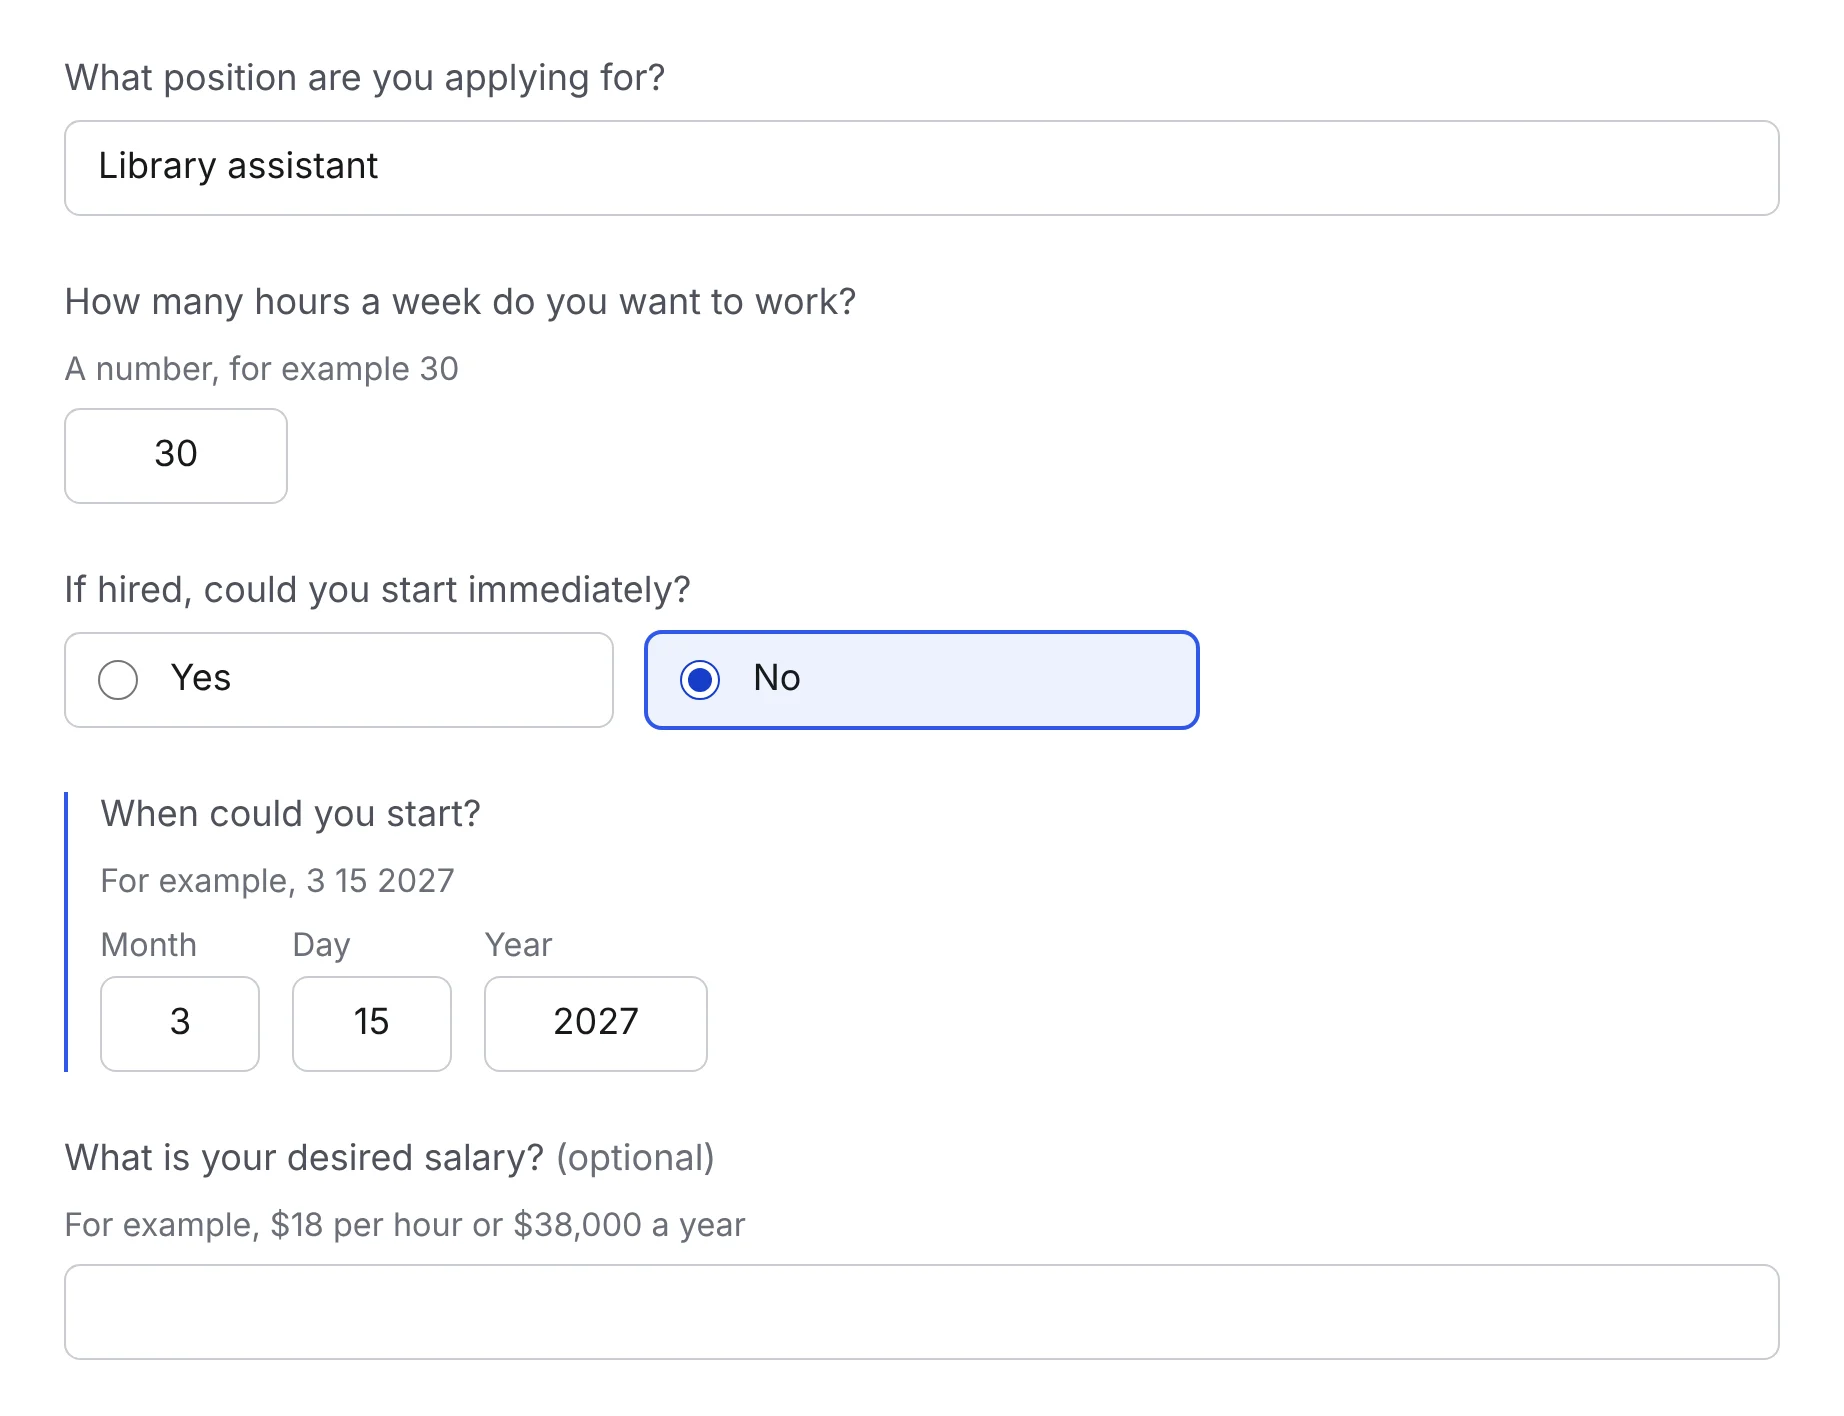 What position are you applying for?
Library assistant
How many hours a week do you want to work?
A number, for example 30
30
If hired, could you start immediately?
Yes No
When could you start?
For example, 3 15 2027
Month Day Year
3 15 2027
What is your desired salary? (optional)
For example, $18 per hour or $38,000 a year